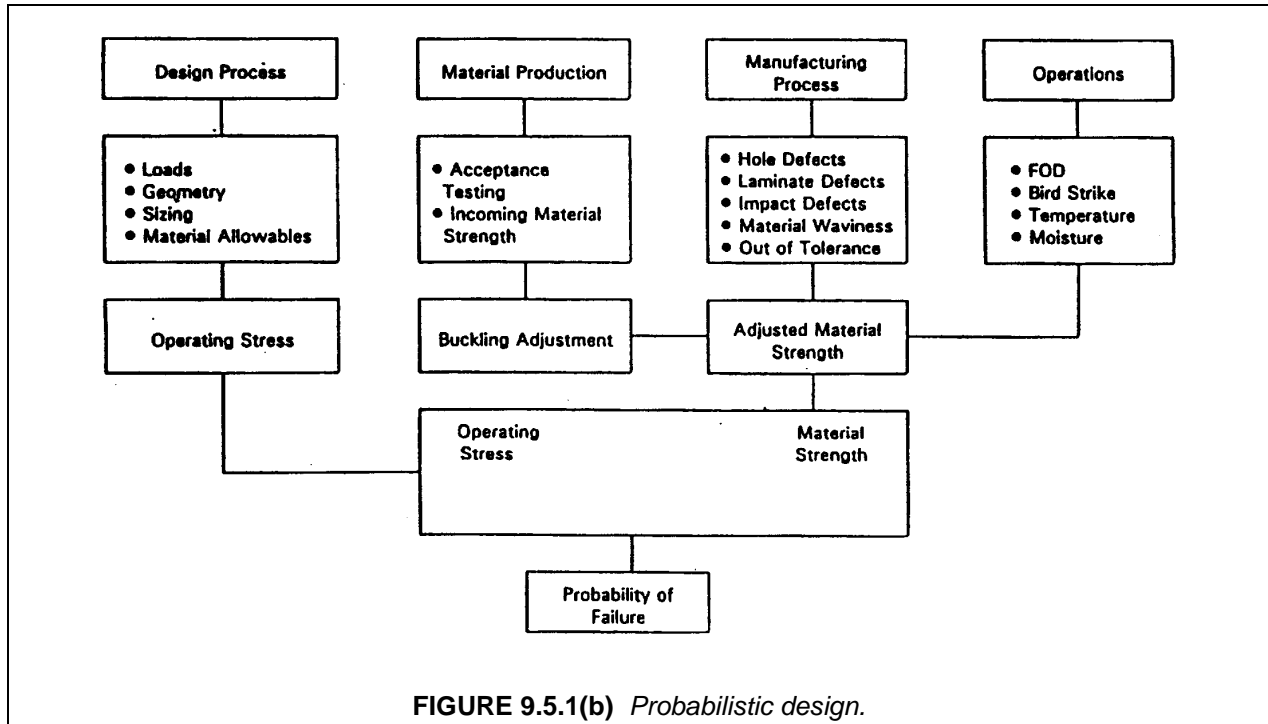 Design Process
Material Production
Manufacturing
Process
Operations
● Loads
● Geometry
● Sizing
● Material Allowables
● Acceptance
Testing
● Incoming Material
Strength
● Hole Defects
● Laminate Defects
● Impact Defects
● Material Waviness
● Out of Tolerance
● FOD
● Bird Strike
● Temperature
● Moisture
Operating Stress
Buckling Adjustment
Adjusted Material
Strength
Operating
Stress
Material
Strength
Probability of
Failure
FIGURE 9.5.1(b) Probabilistic design.